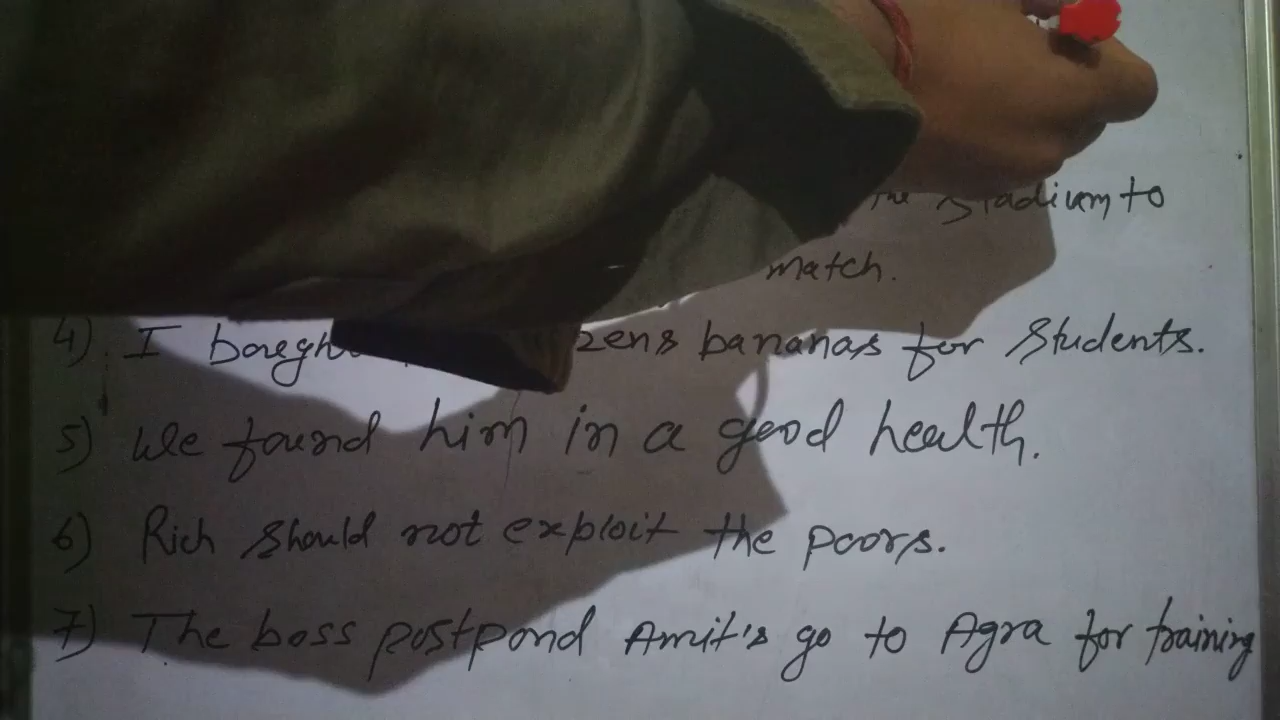 the Stadium to
match.
4) I bought zens bananas for Students.
5) We found him in a good health.
6) Rich Should not exploit the poors.
7) The boss postpond Amit's go to Agra for training